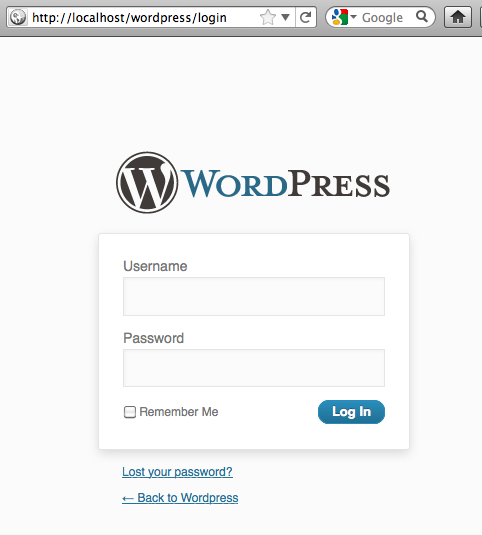 http://localhost/wordpress/login
Google
WORDPRESS
Username
Password
Remember Me
Log In
Lost your password?
← Back to Wordpress